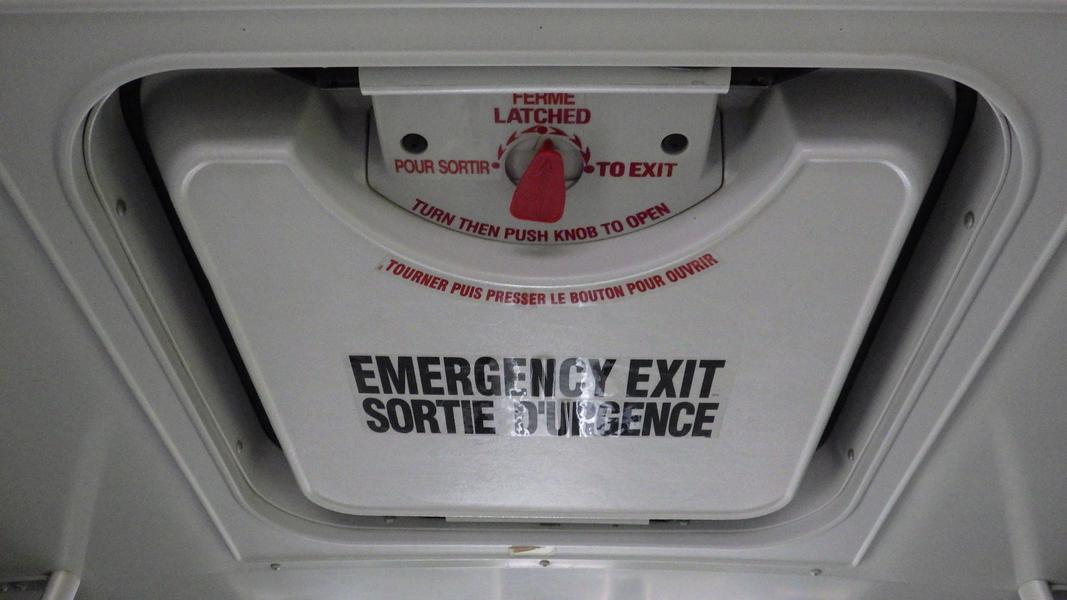 FERME
LATCHED
POUR SORTIR
TO EXIT
TURN THEN PUSH KNOB TO OPEN
TOURNER PUIS PRESSER LE BOUTON POUR OUVRIR
EMERGENCY EXIT
SORTIE D'URGENCE